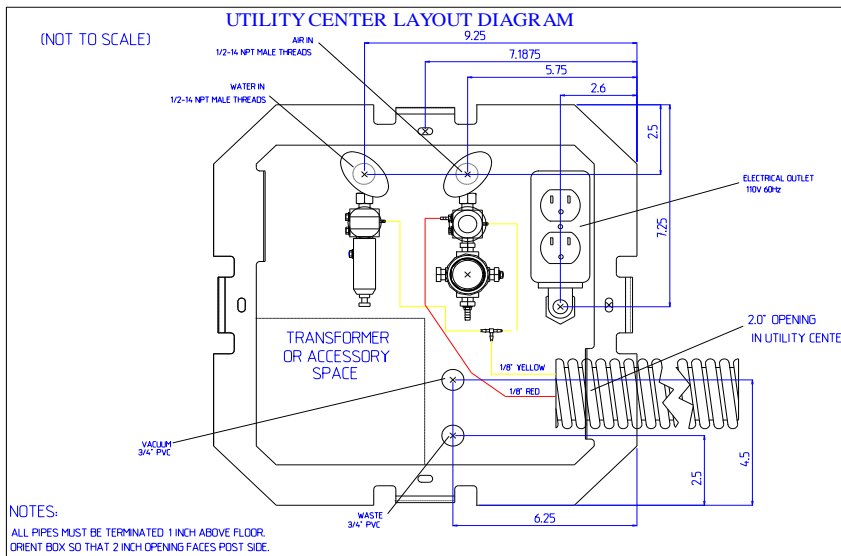 UTILITY CENTER LAYOUT DIAGRAM
(NOT TO SCALE)
AIR IN
1/2-14 NPT MALE THREADS
9.25
7.1875
5.75
2.6
WATER IN
1/2-14 NPT MALE THREADS
2.5
7.25
ELECTRICAL OUTLET
110V 60Hz
2.0" OPENING
IN UTILITY CENTE
TRANSFORMER
OR ACCESSORY
SPACE
1/8" YELLOW
1/8" RED
VACUUM
3/4" PVC
4.5
2.5
6.25
WASTE
3/4" PVC
NOTES:
ALL PIPES MUST BE TERMINATED 1 INCH ABOVE FLOOR.
ORIENT BOX SO THAT 2 INCH OPENING FACES POST SIDE.